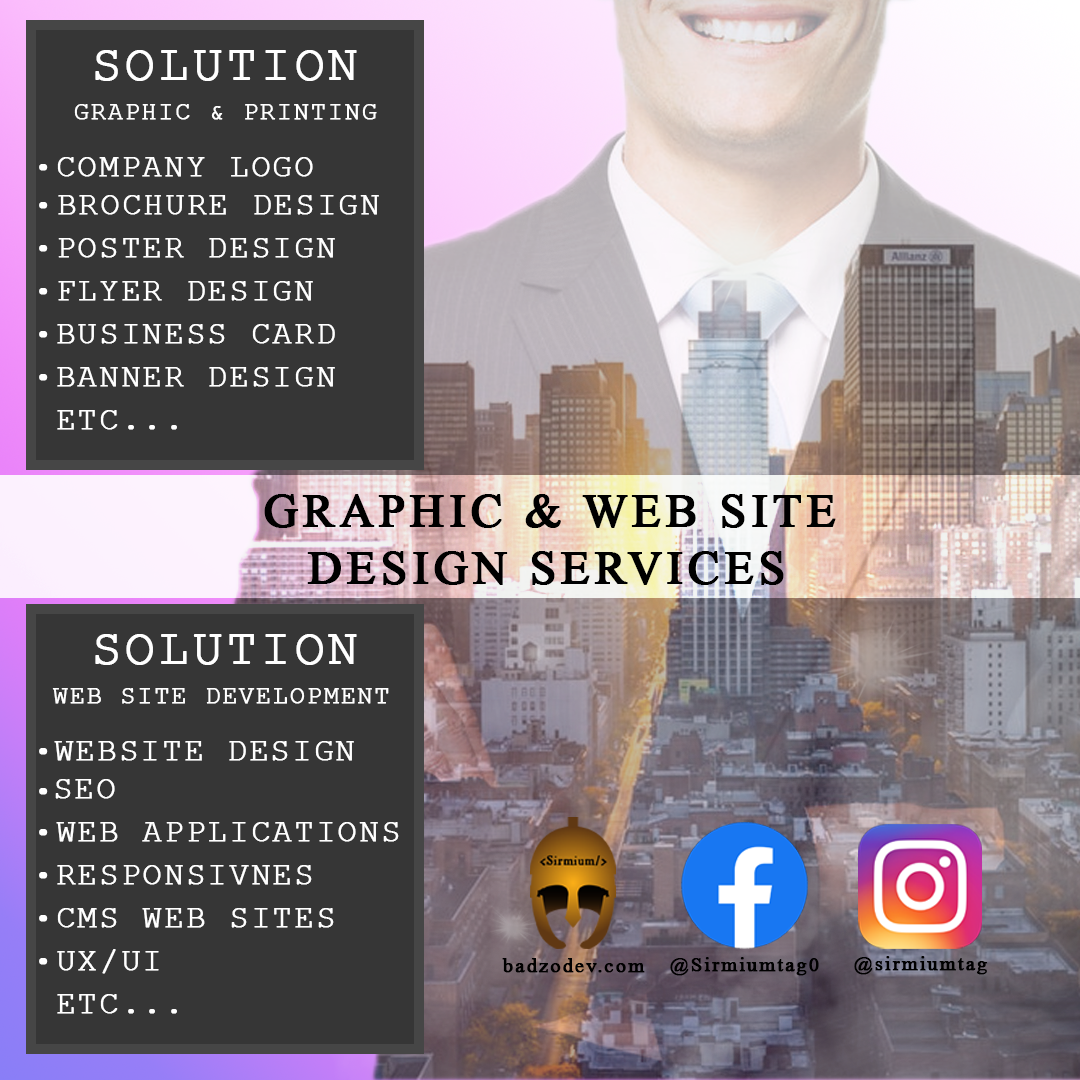 SOLUTION
GRAPHIC & PRINTING
•COMPANY LOGO
•BROCHURE DESIGN
•POSTER DESIGN
•FLYER DESIGN
•BUSINESS CARD
•BANNER DESIGN
ETC...
Allianz
GRAPHIC & WEB SITE
DESIGN SERVICES
SOLUTION
WEB SITE DEVELOPMENT
•WEBSITE DESIGN
•SEO
•WEB APPLICATIONS
•RESPONSIVNES
•CMS WEB SITES
•UX/UI
ETC...
<Sirmium/>
badzodev.com
@Sirmiumtag0
@sirmiumtag